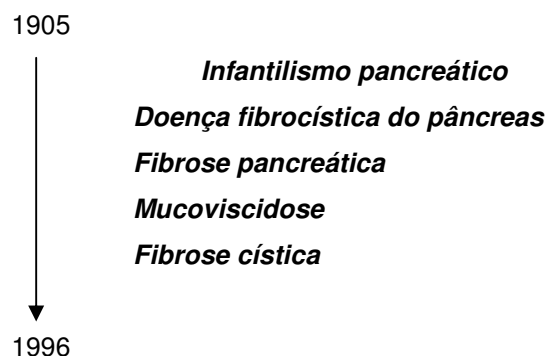 1905
Infantilismo pancreático
Doença fibrocística do pâncreas
Fibrose pancreática
Mucoviscidose
Fibrose cística
1996